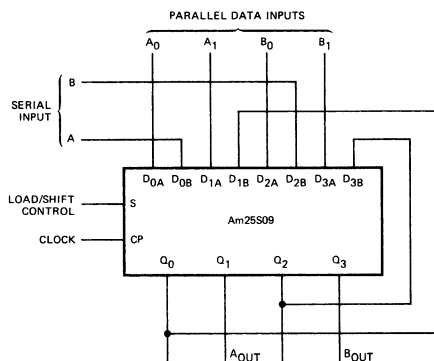 PARALLEL DATA INPUTS
A0 A1 B0 B1
B
SERIAL
INPUT
A
D0A D0B D1A D1B D2A D2B D3A D3B
LOAD/SHIFT
CONTROL
S
Am25S09
CLOCK
CP
Q0 Q1 Q2 Q3
AOUT BOUT